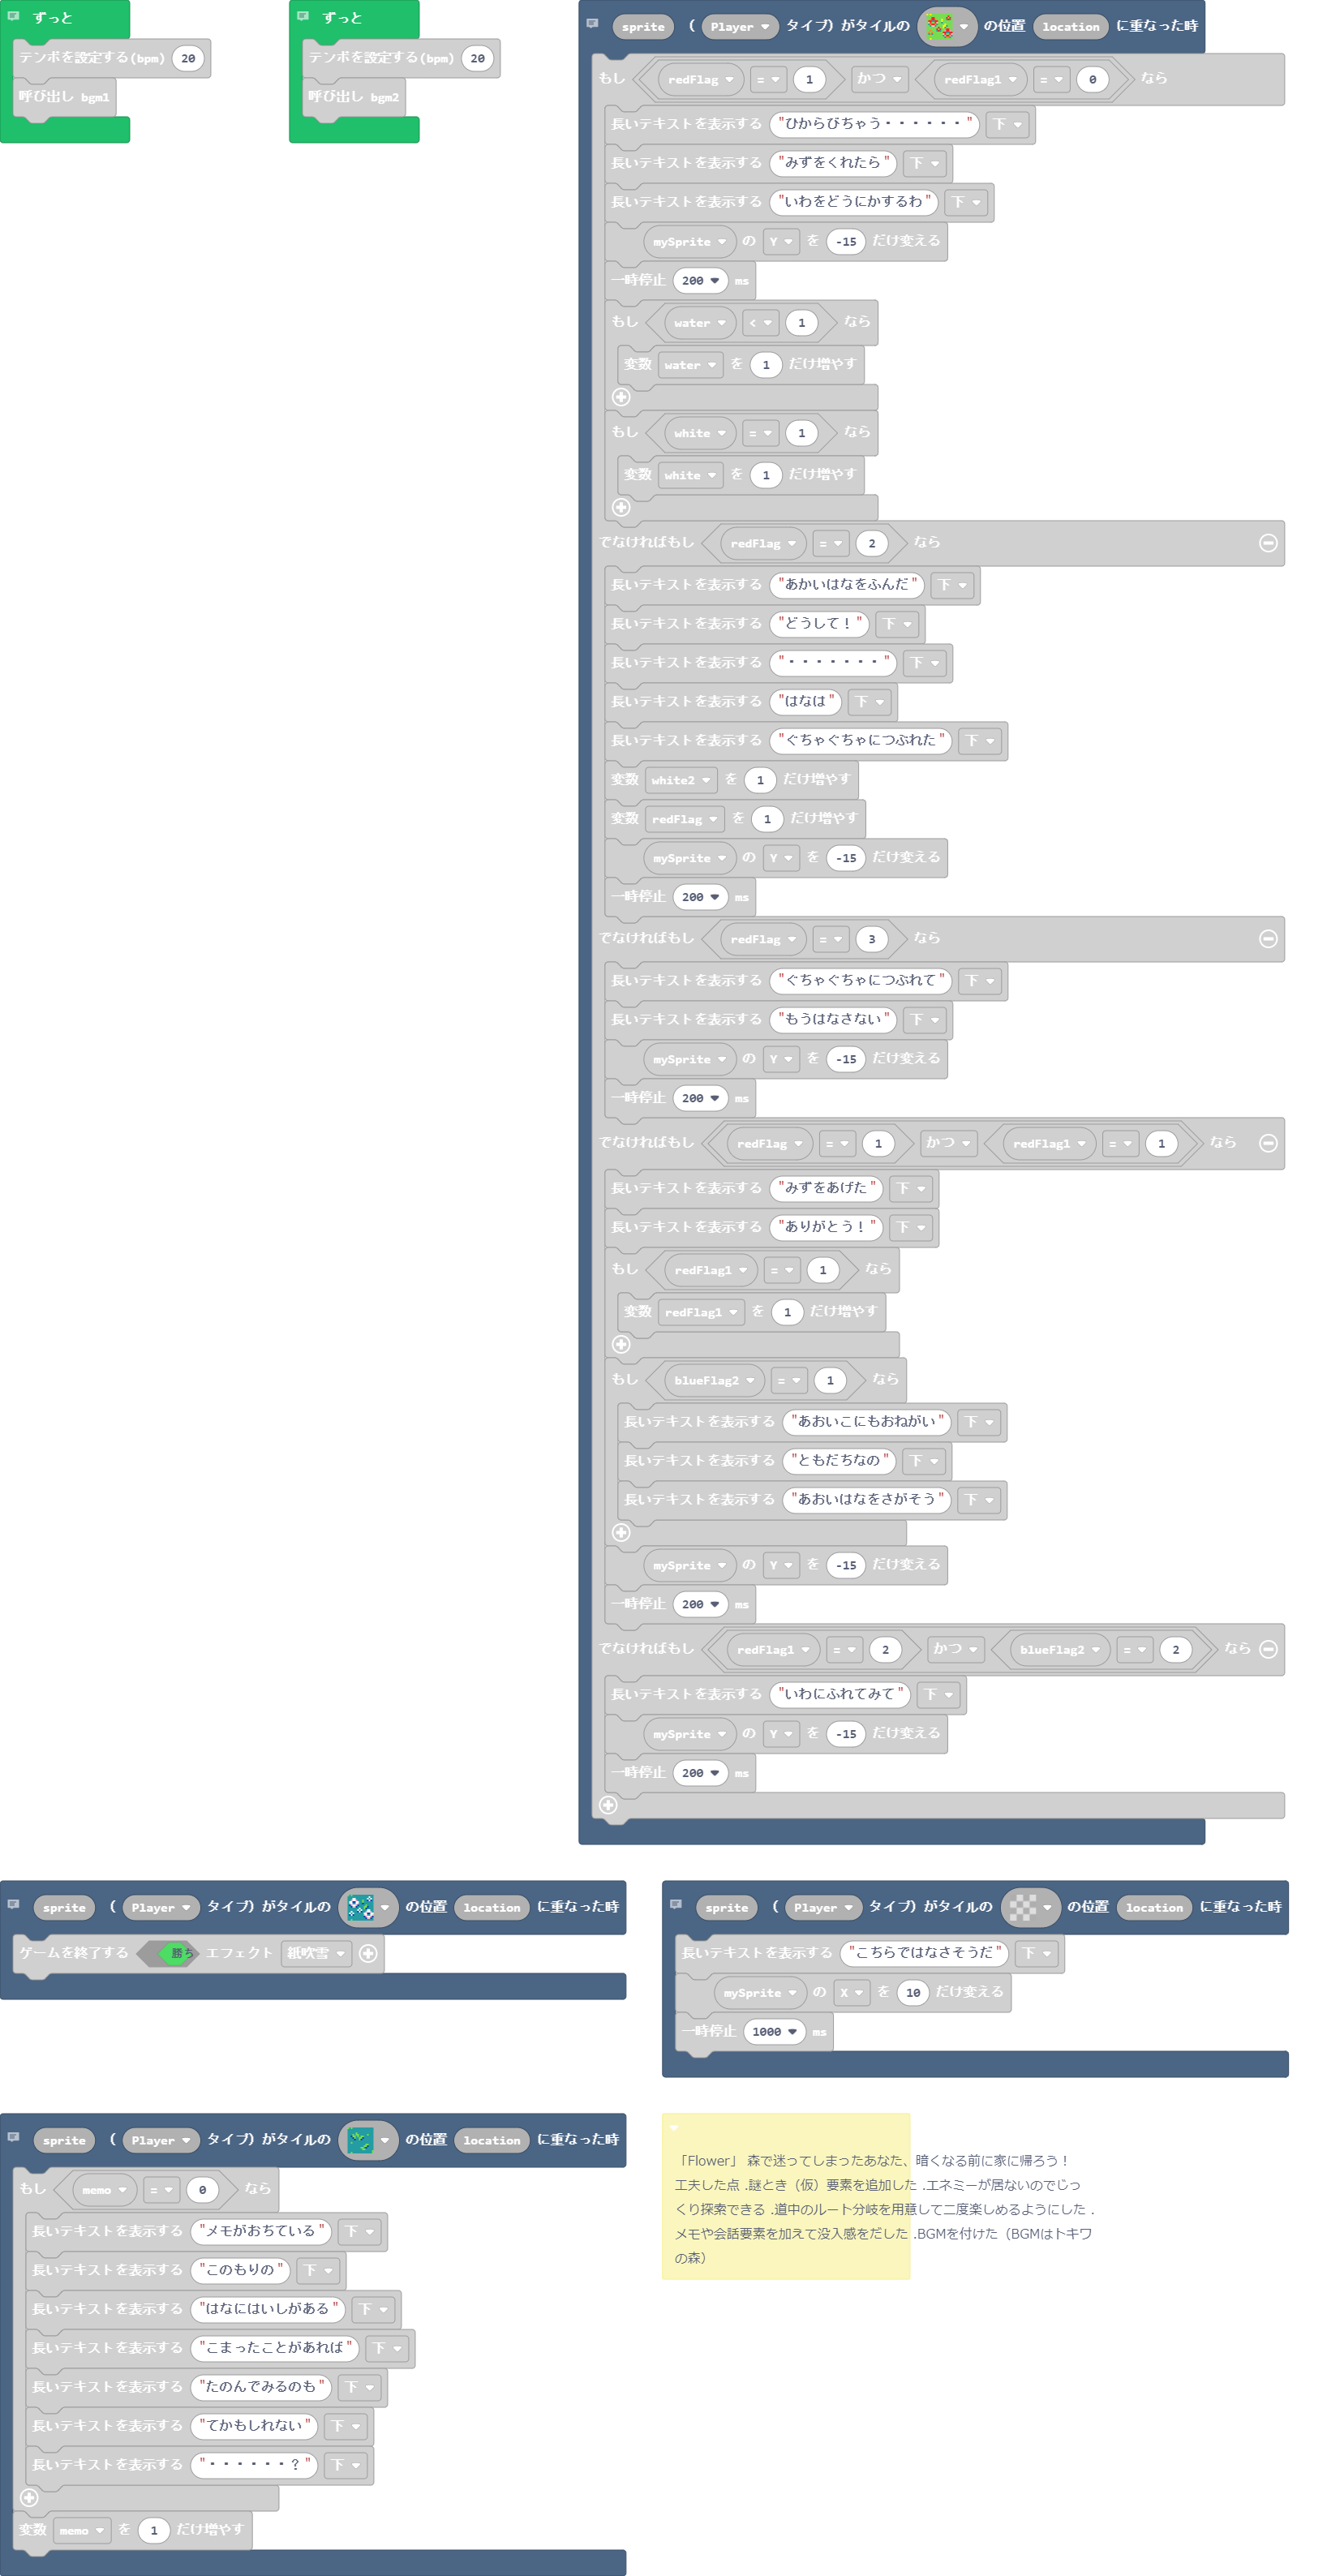 ずっと
テンポを設定する(bpm) 20
呼び出し bgm1
ずっと
テンポを設定する(bpm) 20
呼び出し bgm2
sprite ( Player タイプ) がタイルの の位置 location に重なった時
もし redFlag = 1 かつ redFlag1 = 0 なら
長いテキストを表示する "ひからびちゃう・・・・・・" 下
長いテキストを表示する "みずをくれたら" 下
長いテキストを表示する "いわをどうにかするわ" 下
mySprite の Y を -15 だけ変える
一時停止 200 ms
もし water < 1 なら
変数 water を 1 だけ増やす
もし white = 1 なら
変数 white を 1 だけ増やす
でなければもし redFlag = 2 なら
長いテキストを表示する "あかいはなをふんだ" 下
長いテキストを表示する "どうして！" 下
長いテキストを表示する "・・・・・・・" 下
長いテキストを表示する "はなは" 下
長いテキストを表示する "ぐちゃぐちゃにつぶれた" 下
変数 white2 を 1 だけ増やす
変数 redFlag を 1 だけ増やす
mySprite の Y を -15 だけ変える
一時停止 200 ms
でなければもし redFlag = 3 なら
長いテキストを表示する "ぐちゃぐちゃにつぶれて" 下
長いテキストを表示する "もうはなさない" 下
mySprite の Y を -15 だけ変える
一時停止 200 ms
でなければもし redFlag = 1 かつ redFlag1 = 1 なら
長いテキストを表示する "みずをあげた" 下
長いテキストを表示する "ありがとう！" 下
もし redFlag1 = 1 なら
変数 redFlag1 を 1 だけ増やす
もし blueFlag2 = 1 なら
長いテキストを表示する "あおいこにもおねがい" 下
長いテキストを表示する "ともだちなの" 下
長いテキストを表示する "あおいはなをさがそう" 下
mySprite の Y を -15 だけ変える
一時停止 200 ms
でなければもし redFlag1 = 2 かつ blueFlag2 = 2 なら
長いテキストを表示する "いわにふれてみて" 下
mySprite の Y を -15 だけ変える
一時停止 200 ms
sprite ( Player タイプ) がタイルの の位置 location に重なった時
ゲームを終了する 勝ち エフェクト 紙吹雪
sprite ( Player タイプ) がタイルの の位置 location に重なった時
長いテキストを表示する "こちらではなさそうだ" 下
mySprite の X を 10 だけ変える
一時停止 1000 ms
sprite ( Player タイプ) がタイルの の位置 location に重なった時
もし memo = 0 なら
長いテキストを表示する "メモがおちている" 下
長いテキストを表示する "このもりの" 下
長いテキストを表示する "はなにはいしがある" 下
長いテキストを表示する "こまったことがあれば" 下
長いテキストを表示する "たのんでみるのも" 下
長いテキストを表示する "てかもしれない" 下
長いテキストを表示する "・・・・・・？" 下
変数 memo を 1 だけ増やす
「Flower」 森で迷ってしまったあなた、暗くなる前に家に帰ろう！
工夫した点 .謎とき（仮）要素を追加した .エネミーが居ないのでじっ
くり探索できる .道中のルート分岐を用意して二度楽しめるようにした .
メモや会話要素を加えて没入感をだした .BGMを付けた（BGMはトキワ
の森）